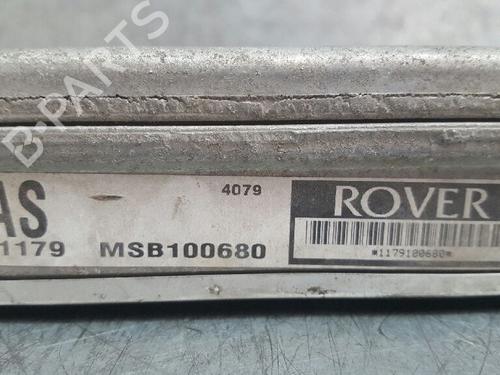 B-PARTS
AS
4079
ROVER
1179
MSB100680
*1179100680*